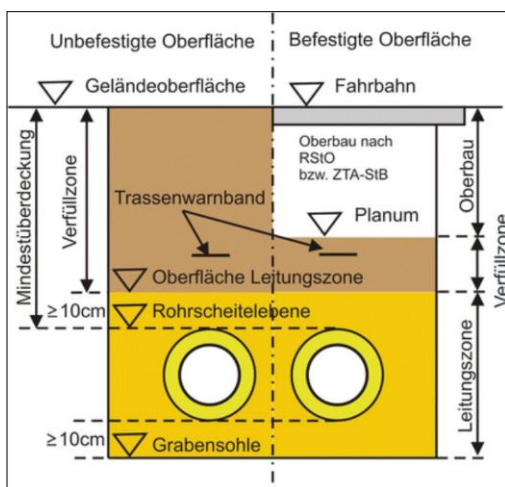 Unbefestigte Oberfläche
Befestigte Oberfläche
Geländeoberfläche
Fahrbahn
Mindestüberdeckung
Verfüllzone
Oberbau nach
RStO
bzw. ZTA-StB
Oberbau
Trassenwarnband
Planum
Verfüllzone
Oberfläche Leitungszone
≥10cm
Rohrscheitelebene
Leitungszone
≥10cm
Grabensohle